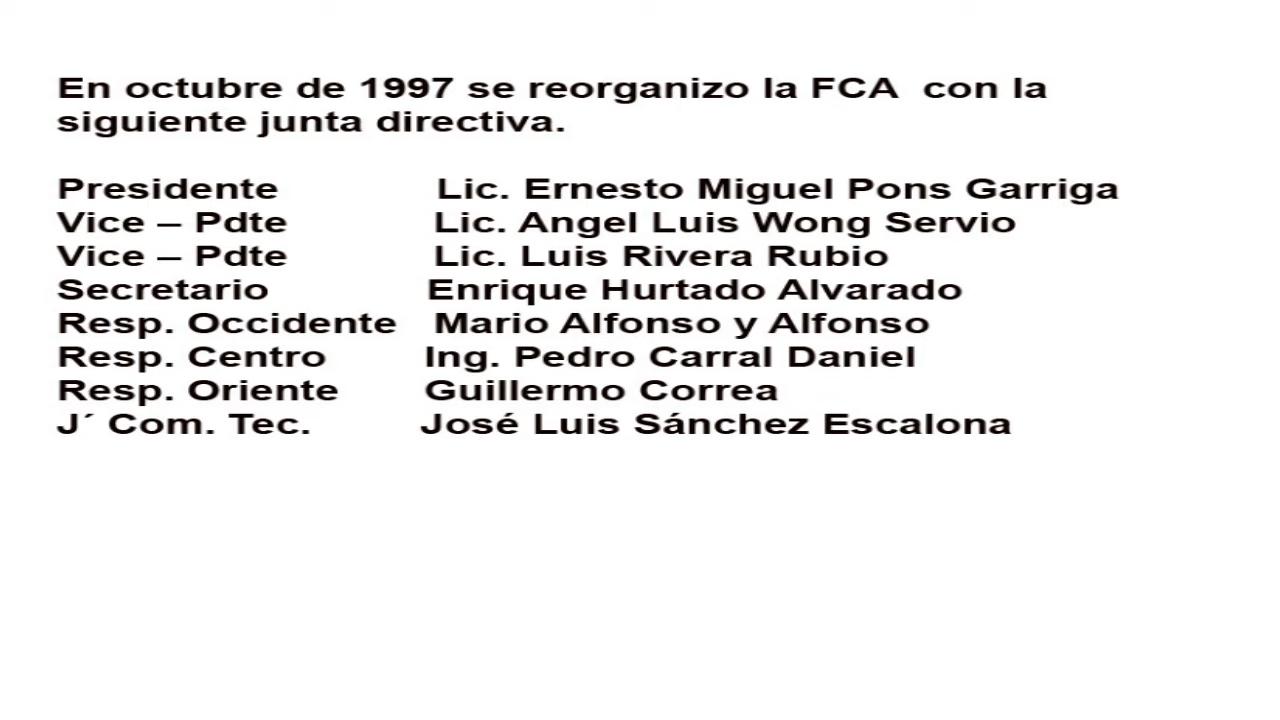 En octubre de 1997 se reorganizo la FCA con la
siguiente junta directiva.
Presidente Lic. Ernesto Miguel Pons Garriga
Vice – Pdte Lic. Angel Luis Wong Servio
Vice – Pdte Lic. Luis Rivera Rubio
Secretario Enrique Hurtado Alvarado
Resp. Occidente Mario Alfonso y Alfonso
Resp. Centro Ing. Pedro Carral Daniel
Resp. Oriente Guillermo Correa
J´ Com. Tec. José Luis Sánchez Escalona